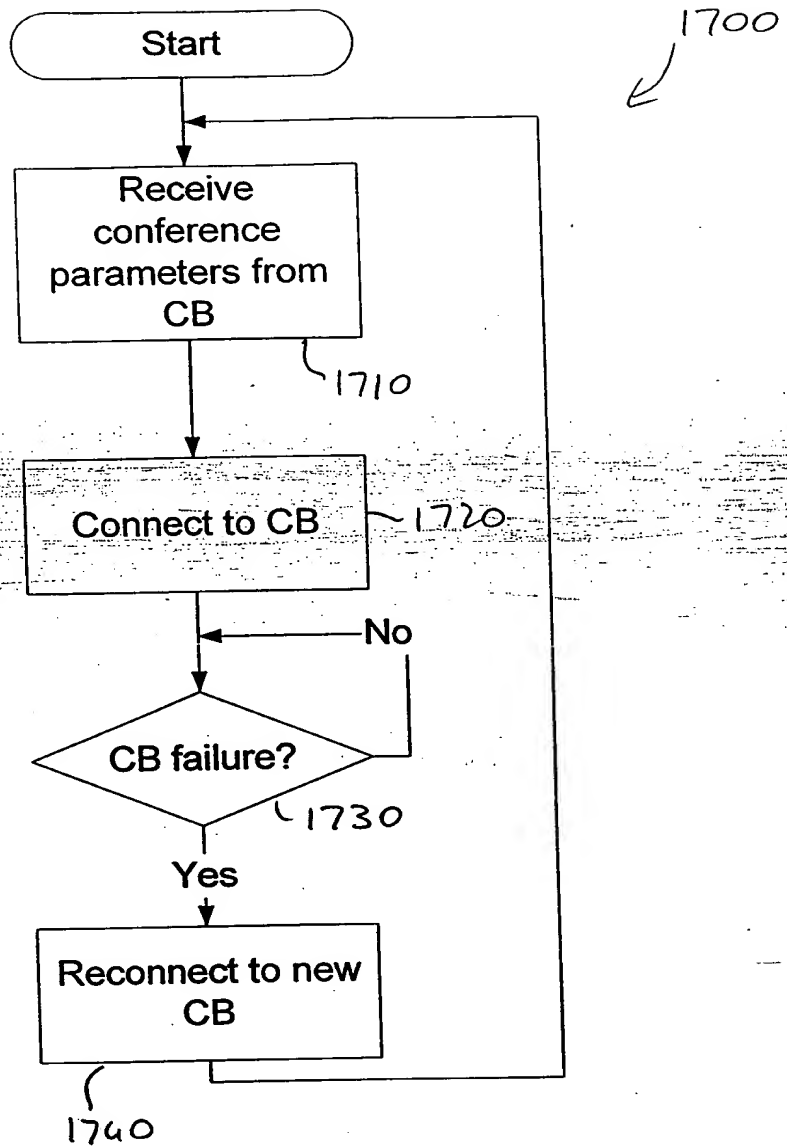 Start
1700
Receive
conference
parameters from
CB
1710
Connect to CB
1720
No
CB failure?
1730
Yes
Reconnect to new
CB
1740